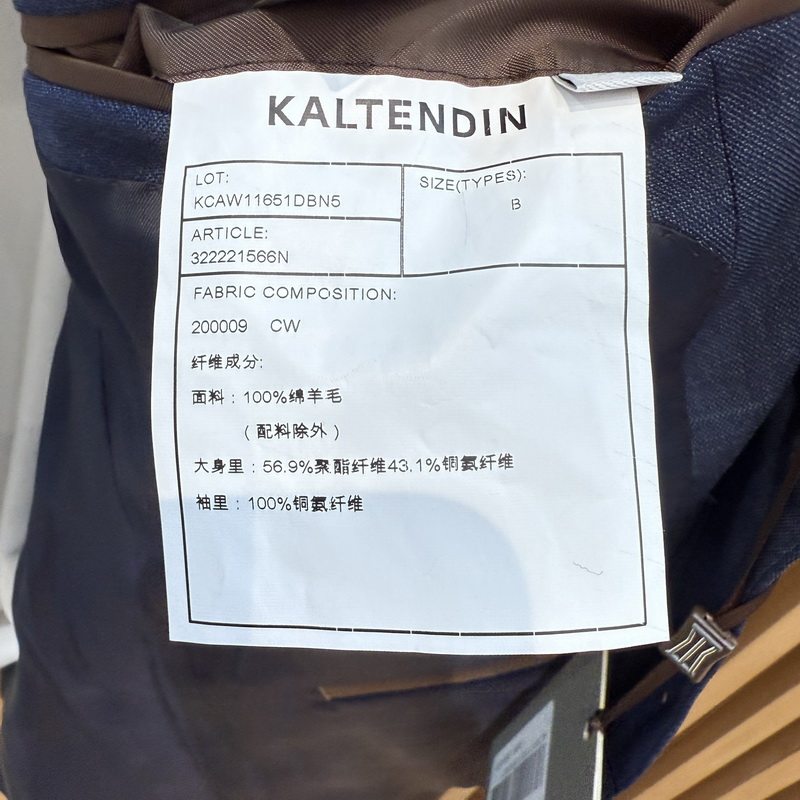 KALTENDIN
LOT:
KCAW11651DBN5
SIZE(TYPES):
B
ARTICLE:
322221566N
FABRIC COMPOSITION:
200009 CW
纤维成分:
面料：100%绵羊毛
（配料除外）
大身里：56.9%聚酯纤维43.1%铜氨纤维
袖里：100%铜氨纤维